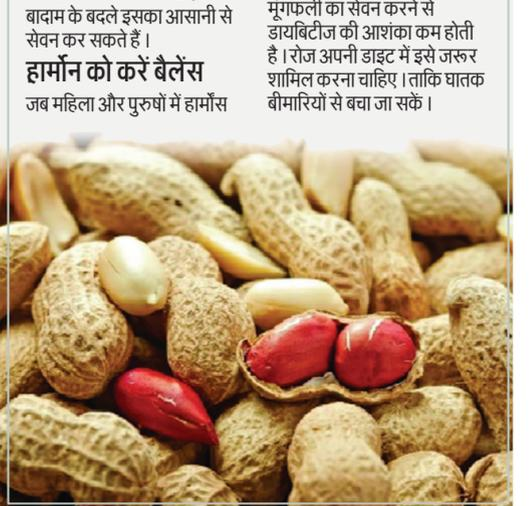 बादाम के बदले इसका आसानी से
सेवन कर सकते हैं ।
हार्मोन को करें बैलेंस
जब महिला और पुरुषों में हार्मोंस
मूंगफली का सेवन करने से
डायबिटीज की आशंका कम होती
है । रोज अपनी डाइट में इसे जरूर
शामिल करना चाहिए । ताकि घातक
बीमारियों से बचा जा सकें ।